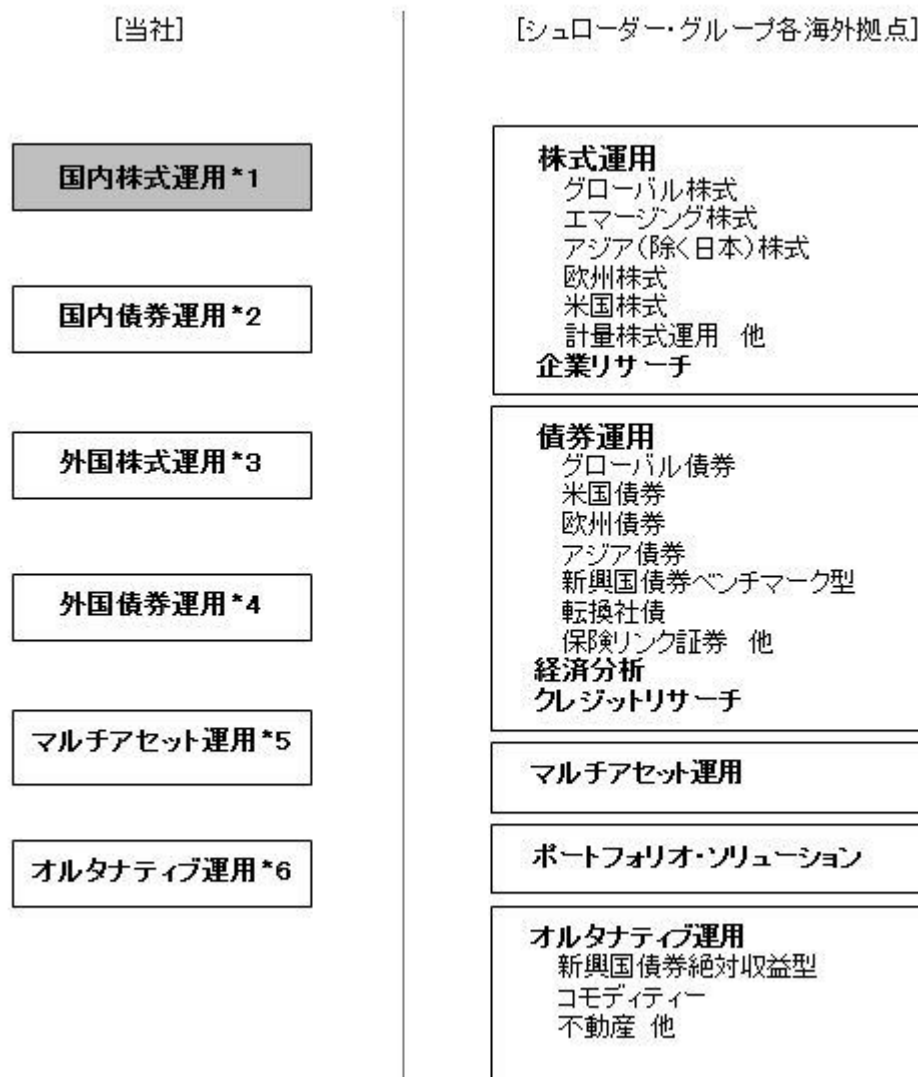 [当社]
国内株式運用*1
国内債券運用*2
外国株式運用*3
外国債券運用*4
マルチアセット運用*5
オルタナティブ運用*6
[シュローダー・グループ各海外拠点]
株式運用
グローバル株式
エマージング株式
アジア(除く日本)株式
欧州株式
米国株式
計量株式運用 他
企業リサーチ
債券運用
グローバル債券
米国債券
欧州債券
アジア債券
新興国債券ベンチマーク型
転換社債
保険リンク証券 他
経済分析
クレジットリサーチ
マルチアセット運用
ポートフォリオ・ソリューション
オルタナティブ運用
新興国債券絶対収益型
コモディティー
不動産 他